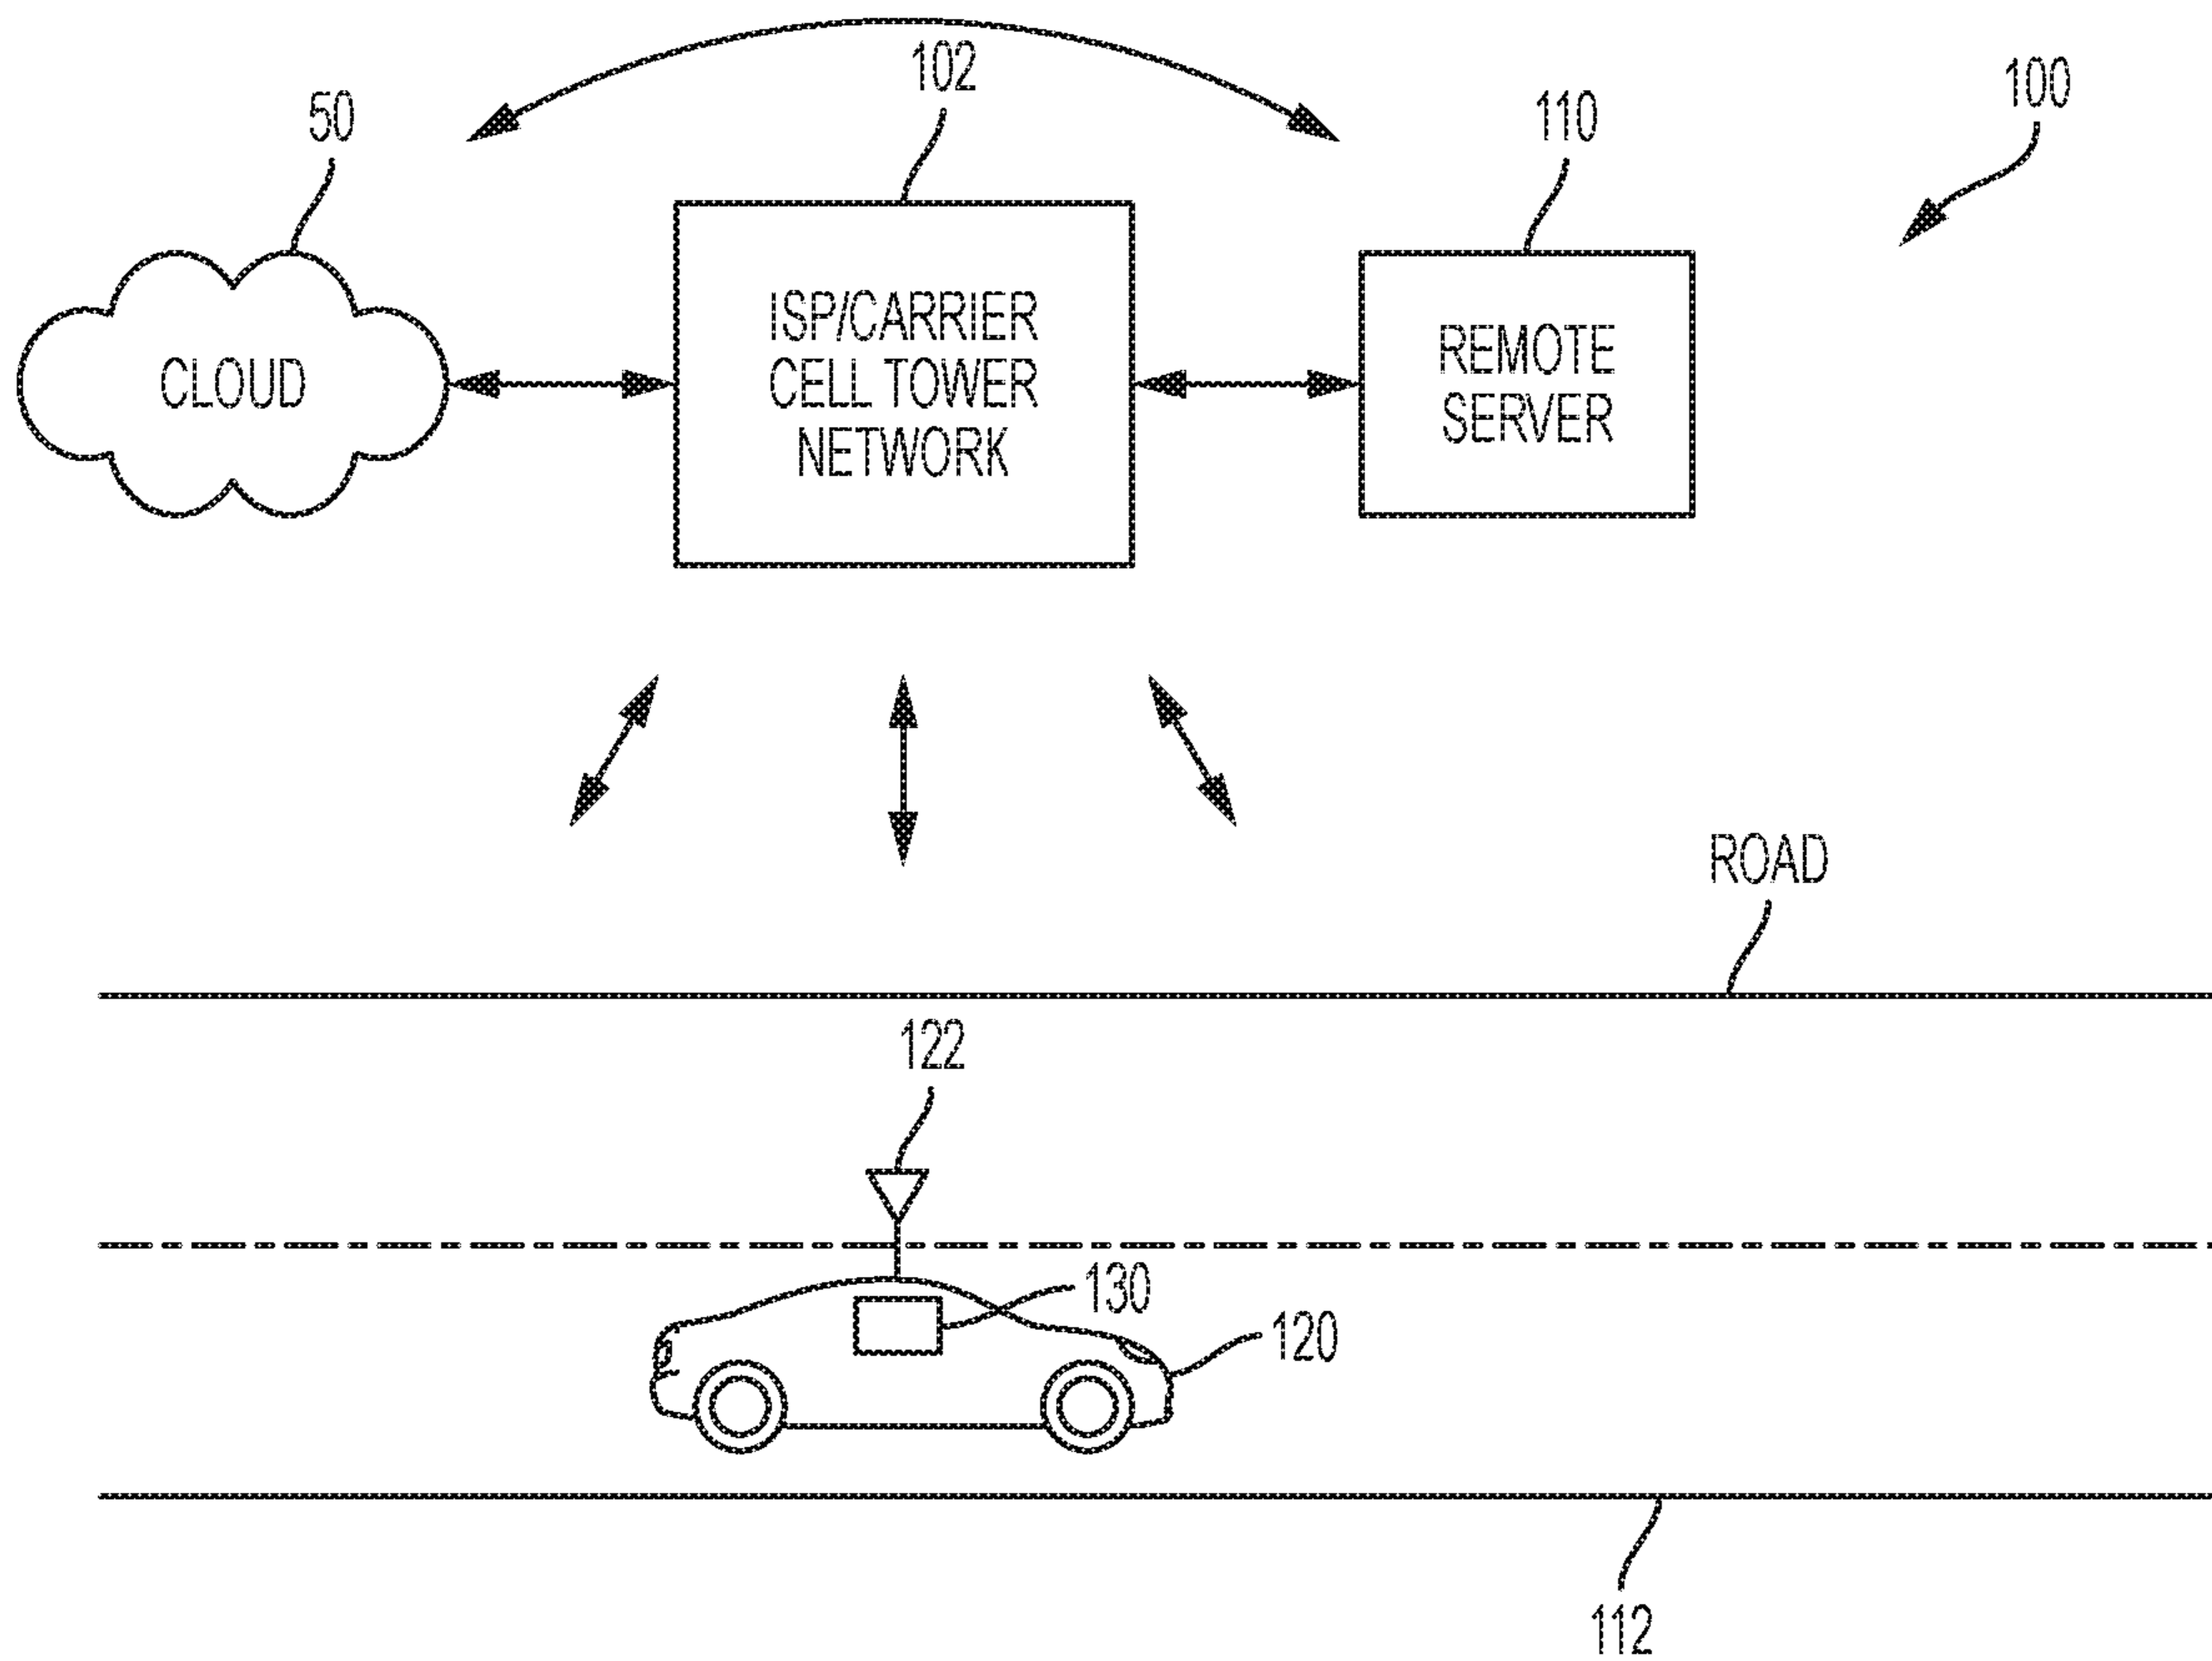 102
100
50
110
ISP/CARRIER
CELL TOWER
NETWORK
CLOUD
REMOTE
SERVER
ROAD
122
130
120
112